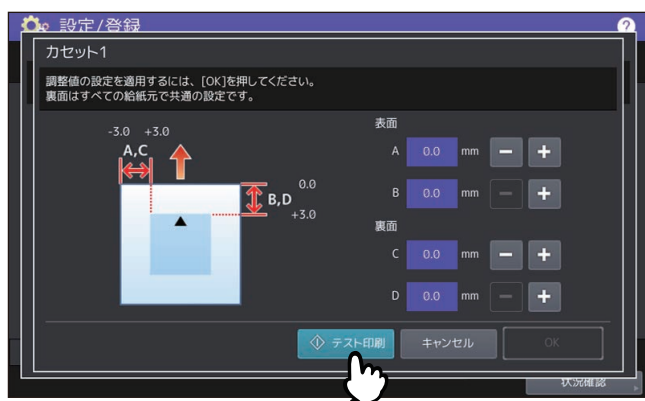 設定/登録
?
カセット1
調整値の設定を適用するには、[OK]を押してください。
裏面はすべての給紙元で共通の設定です。
-3.0 +3.0
A,C
0.0
B,D
+3.0
表面
A 0.0 mm − +
B 0.0 mm − +
裏面
C 0.0 mm − +
D 0.0 mm − +
テスト印刷 キャンセル OK
状況確認